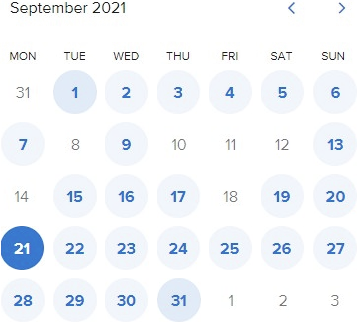 September 2021
MON TUE WED THU FRI SAT SUN
31 1 2 3 4 5 6
7 8 9 10 11 12 13
14 15 16 17 18 19 20
21 22 23 24 25 26 27
28 29 30 31 1 2 3